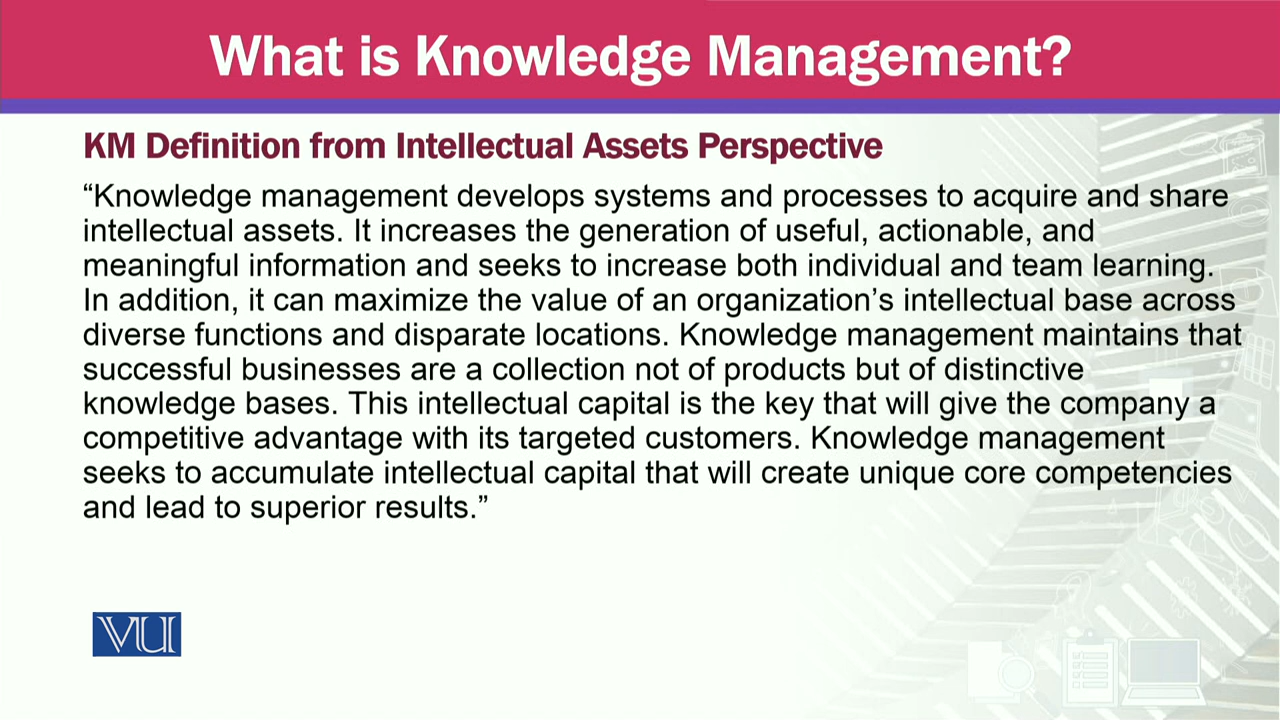 What is Knowledge Management?
KM Definition from Intellectual Assets Perspective
“Knowledge management develops systems and processes to acquire and share
intellectual assets. It increases the generation of useful, actionable, and
meaningful information and seeks to increase both individual and team learning.
In addition, it can maximize the value of an organization’s intellectual base across
diverse functions and disparate locations. Knowledge management maintains that
successful businesses are a collection not of products but of distinctive
knowledge bases. This intellectual capital is the key that will give the company a
competitive advantage with its targeted customers. Knowledge management
seeks to accumulate intellectual capital that will create unique core competencies
and lead to superior results.”
VU